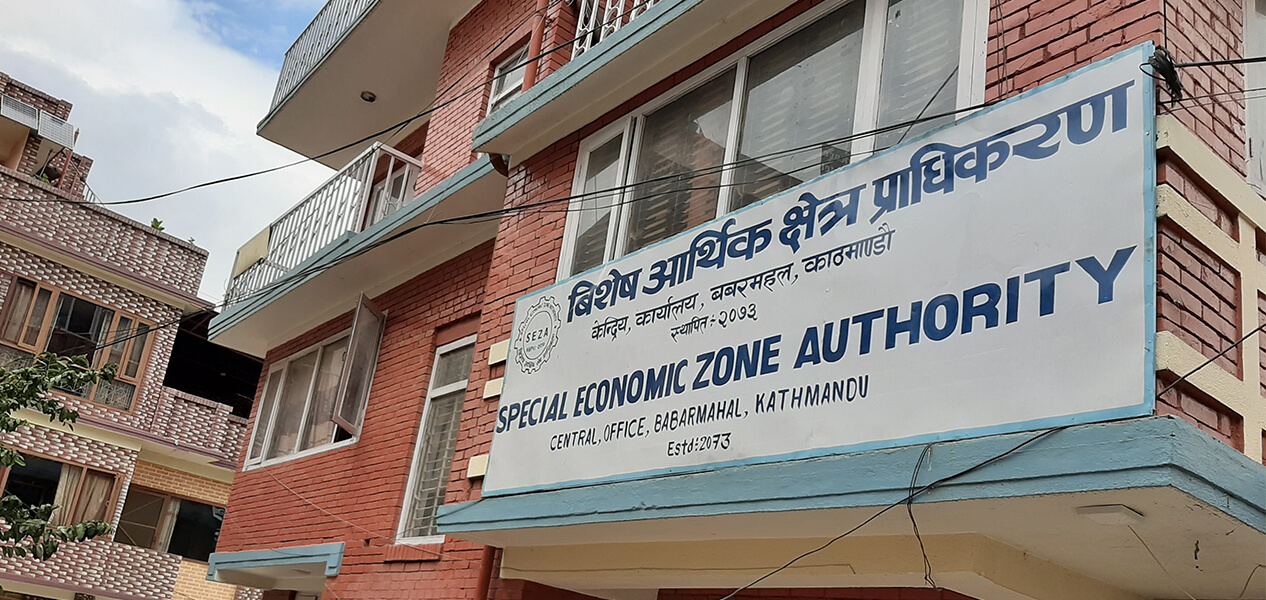 बिशेष आर्थिक क्षेत्र प्राधिकरण
केन्द्रिय, कार्यालय, बबरमहल, काठमाण्डौ
स्थापित:-२०७३
SEZA
SPECIAL ECONOMIC ZONE AUTHORITY
CENTRAL, OFFICE, BABARMAHAL, KATHMANDU
Estd:2073